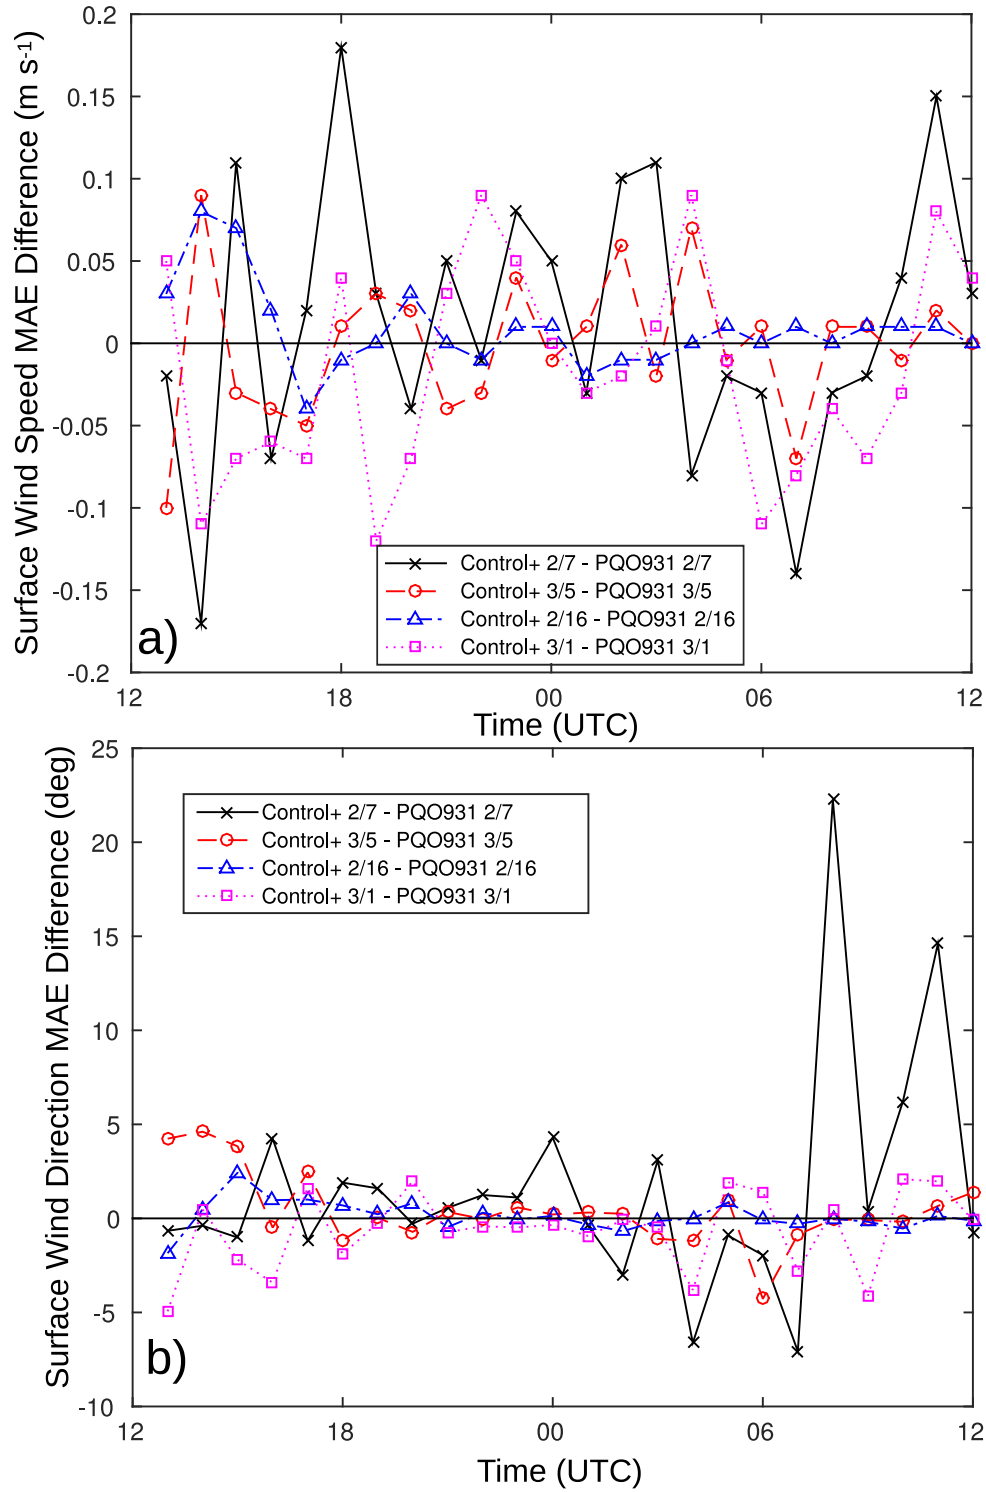 Surface Wind Speed MAE Difference (m s-1)
0.2
0.15
0.1
0.05
0
-0.05
-0.1
-0.15
-0.2
a)
Control+ 2/7 - PQO931 2/7
Control+ 3/5 - PQO931 3/5
Control+ 2/16 - PQO931 2/16
Control+ 3/1 - PQO931 3/1
12 18 00 06 12
Time (UTC)
Surface Wind Direction MAE Difference (deg)
25
20
15
10
5
0
-5
-10
Control+ 2/7 - PQO931 2/7
Control+ 3/5 - PQO931 3/5
Control+ 2/16 - PQO931 2/16
Control+ 3/1 - PQO931 3/1
b)
12 18 00 06 12
Time (UTC)